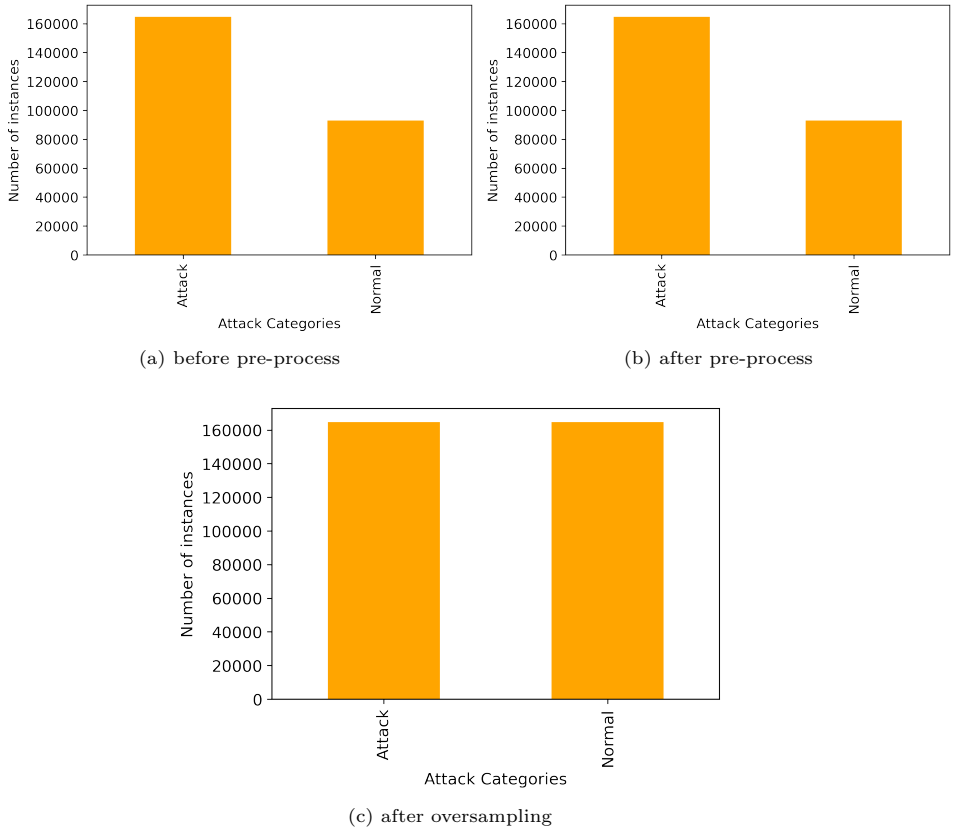 Number of instances
160000
140000
120000
100000
80000
60000
40000
20000
0
Attack
Normal
Attack Categories
(a) before pre-process
Number of instances
160000
140000
120000
100000
80000
60000
40000
20000
0
Attack
Normal
Attack Categories
(b) after pre-process
Number of instances
160000
140000
120000
100000
80000
60000
40000
20000
0
Attack
Normal
Attack Categories
(c) after oversampling